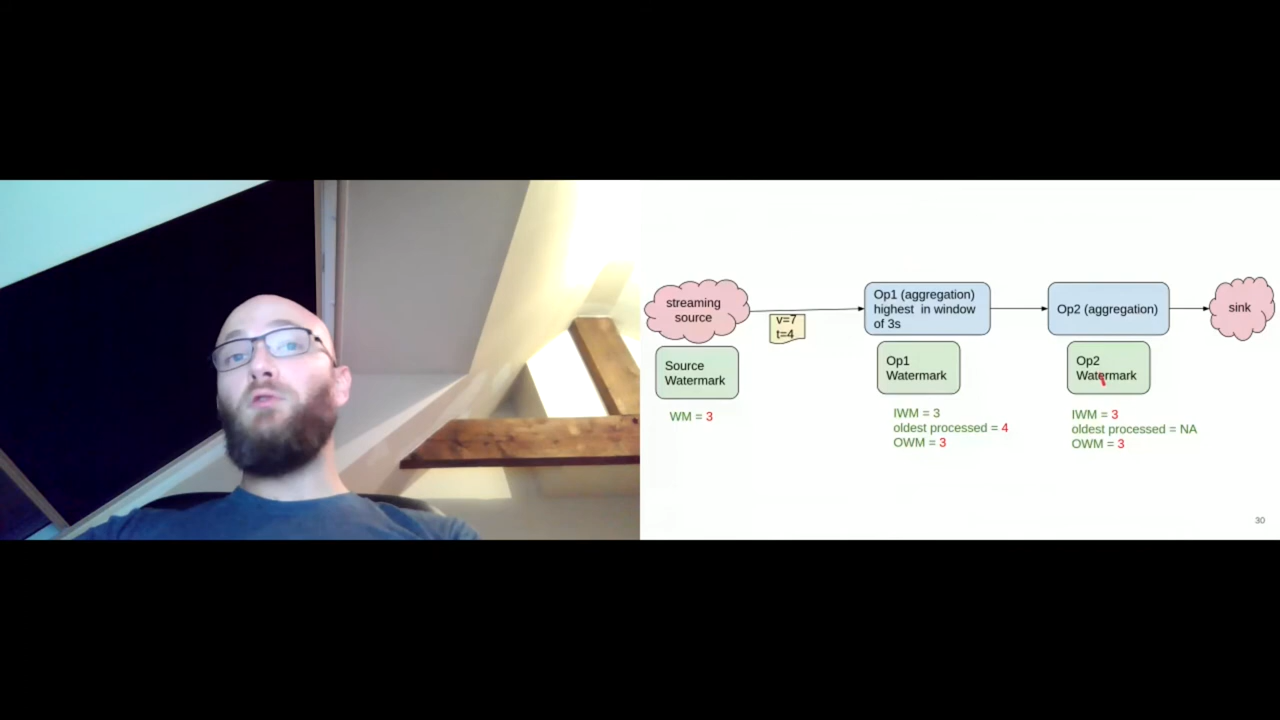 streaming
source
v=7
t=4
Op1 (aggregation)
highest in window
of 3s
Op2 (aggregation)
sink
Source
Watermark
Op1
Watermark
Op2
Watermark
WM = 3
IWM = 3
oldest processed = 4
OWM = 3
IWM = 3
oldest processed = NA
OWM = 3
30